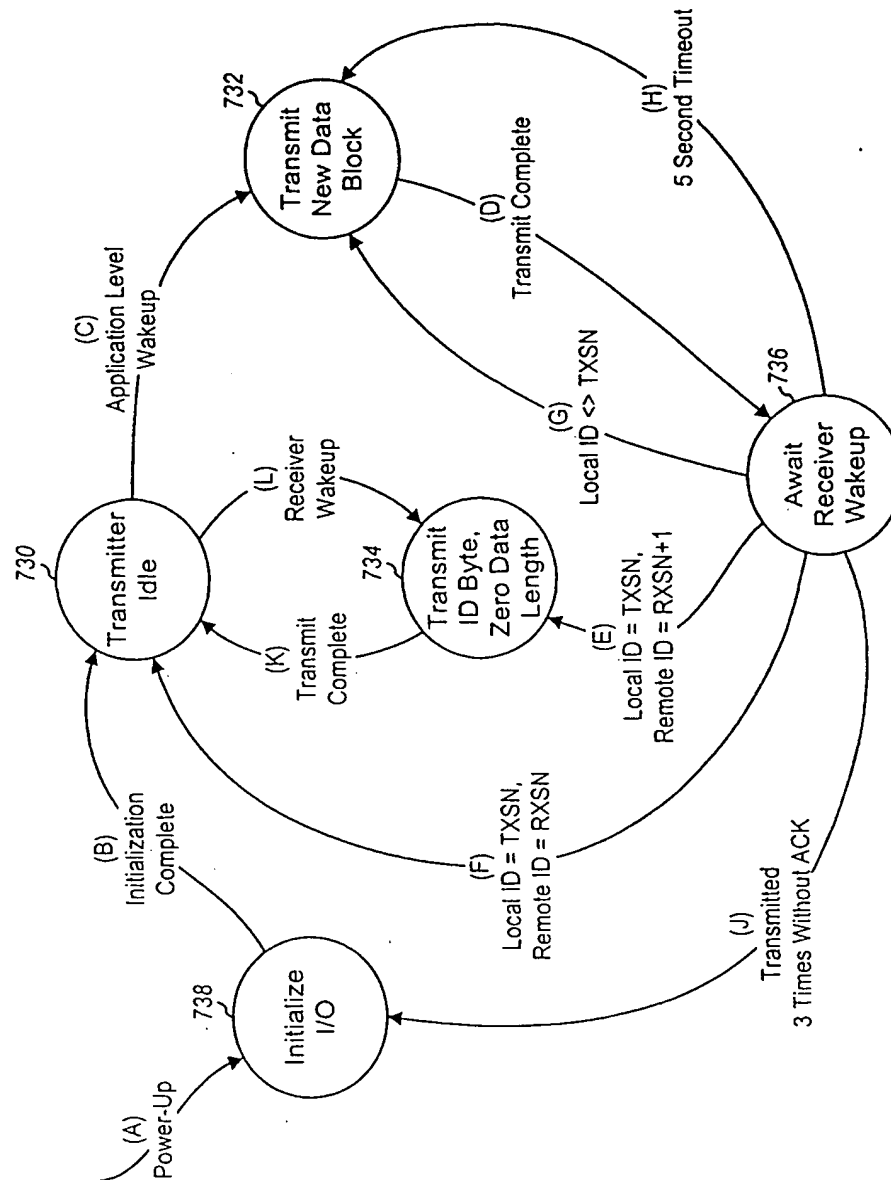 (A)
Power-Up
738
Initialize
I/O
(B)
Initialization
Complete
730
Transmitter
Idle
(C)
Application Level
Wakeup
732
Transmit
New Data
Block
(L)
Receiver
Wakeup
(K)
Transmit
Complete
734
Transmit
ID Byte,
Zero Data
Length
(D)
Transmit Complete
(H)
5 Second Timeout
(G)
Local ID <> TXSN
(E)
Local ID = TXSN,
Remote ID = RXSN+1
(F)
Local ID = TXSN,
Remote ID = RXSN
736
Await
Receiver
Wakeup
(J)
Transmitted
3 Times Without ACK